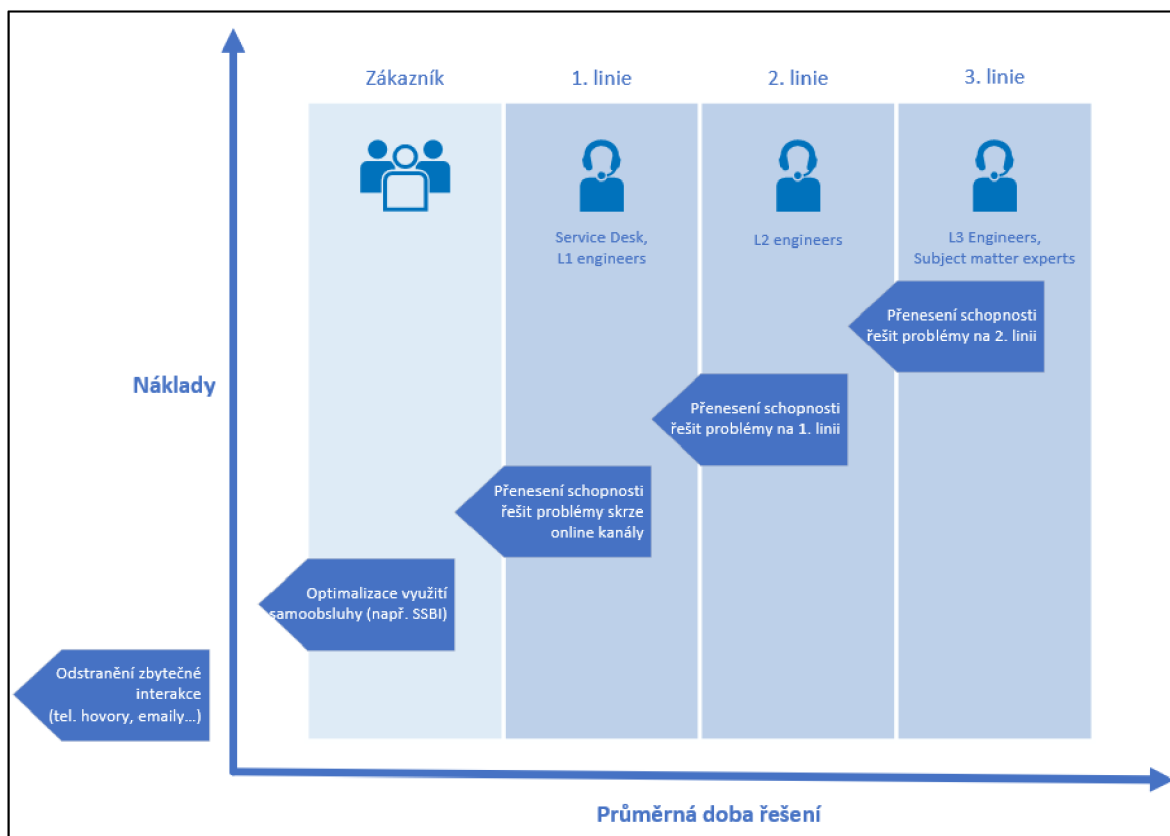 Zákazník
1. linie
2. linie
3. linie
Service Desk,
L1 engineers
L2 engineers
L3 Engineers,
Subject matter experts
Přenesení schopnosti
řešit problémy na 2. linii
Náklady
Přenesení schopnosti
řešit problémy na 1. linii
Přenesení schopnosti
řešit problémy skrze
online kanály
Optimalizace využití
samoobsluhy (např. SSBI)
Odstranění zbytečné
interakce
(tel. hovory, emaily...)
Průměrná doba řešení